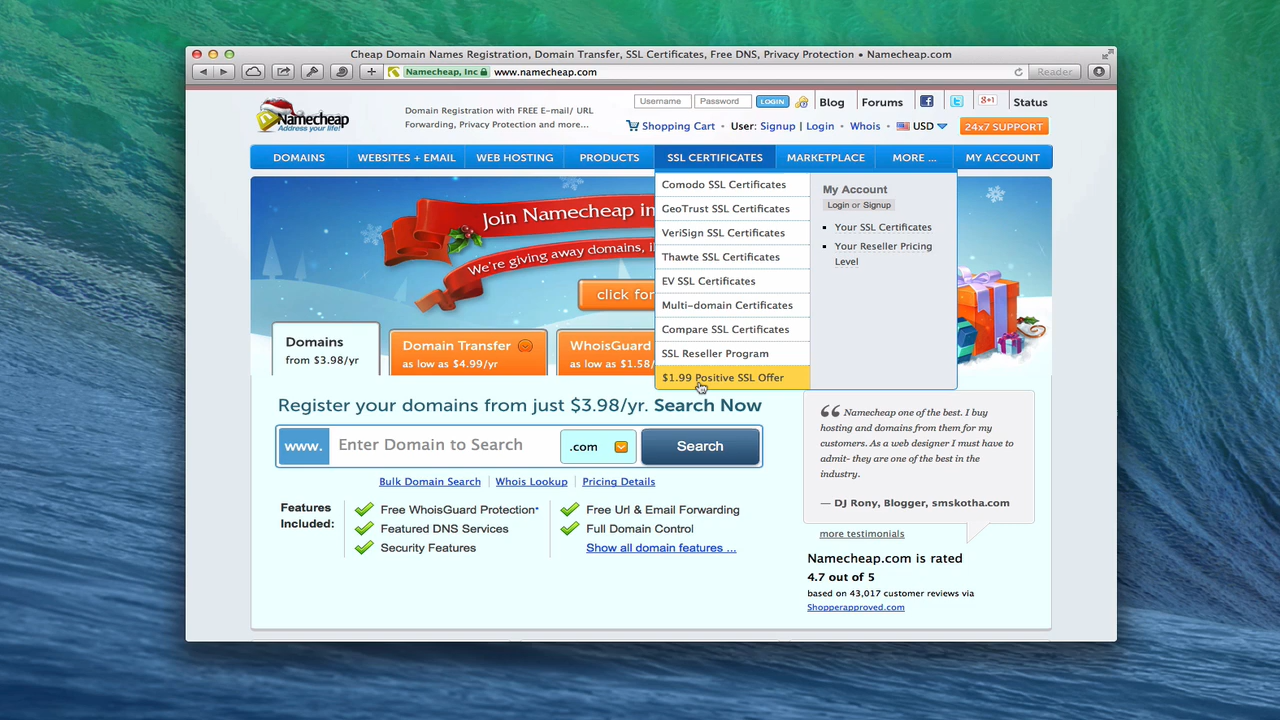 Cheap Domain Names Registration, Domain Transfer, SSL Certificates, Free DNS, Privacy Protection • Namecheap.com
Namecheap, Inc www.namecheap.com
Reader
Namecheap
Address your life!
Domain Registration with FREE E-mail/ URL
Forwarding, Privacy Protection and more...
Username
Password
LOGIN
Blog
Forums
g+1
Status
Shopping Cart • User: Signup | Login • Whois • USD
24x7 SUPPORT
DOMAINS
WEBSITES + EMAIL
WEB HOSTING
PRODUCTS
SSL CERTIFICATES
MARKETPLACE
MORE ...
MY ACCOUNT
Join Namecheap in
We're giving away domains,
click for
Comodo SSL Certificates
GeoTrust SSL Certificates
VeriSign SSL Certificates
Thawte SSL Certificates
EV SSL Certificates
Multi-domain Certificates
Compare SSL Certificates
SSL Reseller Program
$1.99 Positive SSL Offer
My Account
Login or Signup
Your SSL Certificates
Your Reseller Pricing
Level
Domains
from $3.98/yr
Domain Transfer
as low as $4.99/yr
WhoisGuard
as low as $1.58/
Register your domains from just $3.98/yr. Search Now
www.
Enter Domain to Search
.com
Search
Bulk Domain Search | Whois Lookup | Pricing Details
Features
Included:
Free WhoisGuard Protection*
Featured DNS Services
Security Features
Free Url & Email Forwarding
Full Domain Control
Show all domain features ...
“ Namecheap one of the best. I buy
hosting and domains from them for my
customers. As a web designer I must have to
admit- they are one of the best in the
industry.
— DJ Rony, Blogger, smskotha.com
more testimonials
Namecheap.com is rated
4.7 out of 5
based on 43,017 customer reviews via
Shopperapproved.com